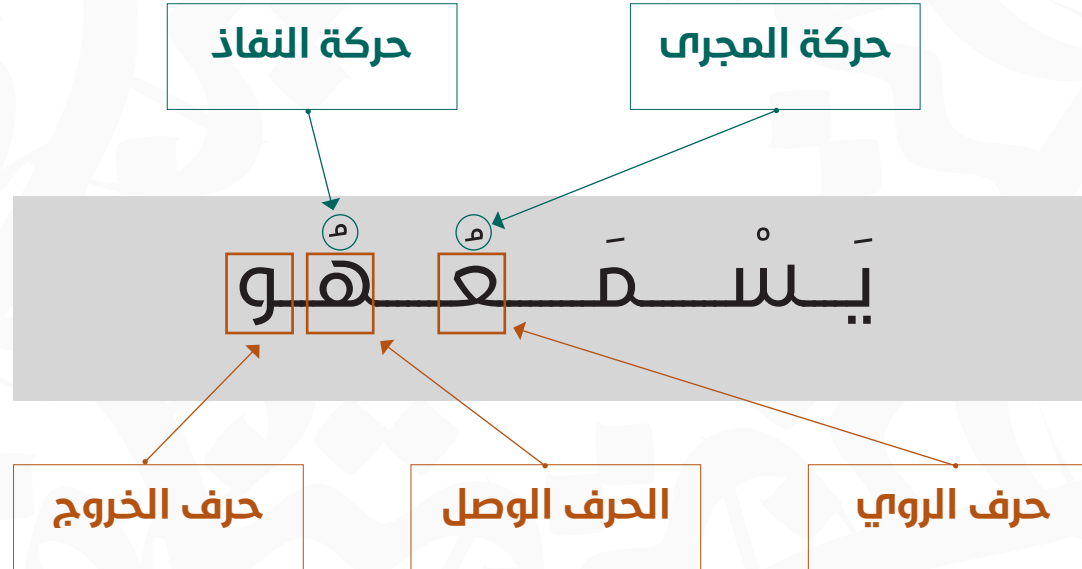 حركة المجرى
حركة النفاذ
يَسْمَعُهُو
حرف الروي
الحرف الوصل
حرف الخروج